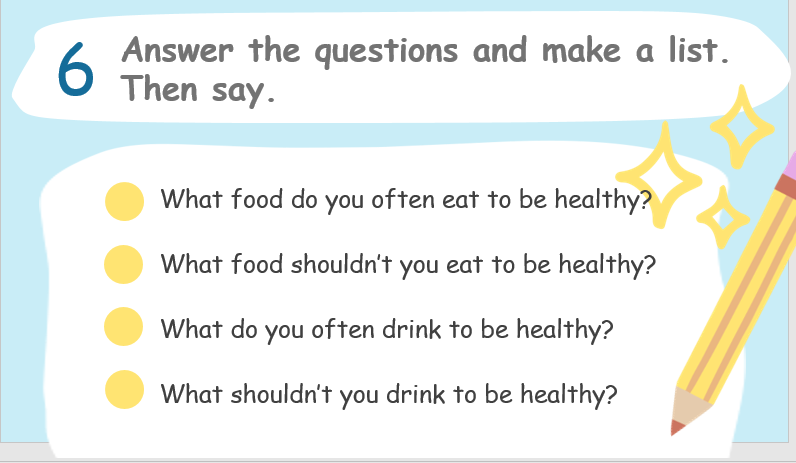 6
Answer the questions and make a list.
Then say.
What food do you often eat to be healthy?
What food shouldn't you eat to be healthy?
What do you often drink to be healthy?
What shouldn't you drink to be healthy?